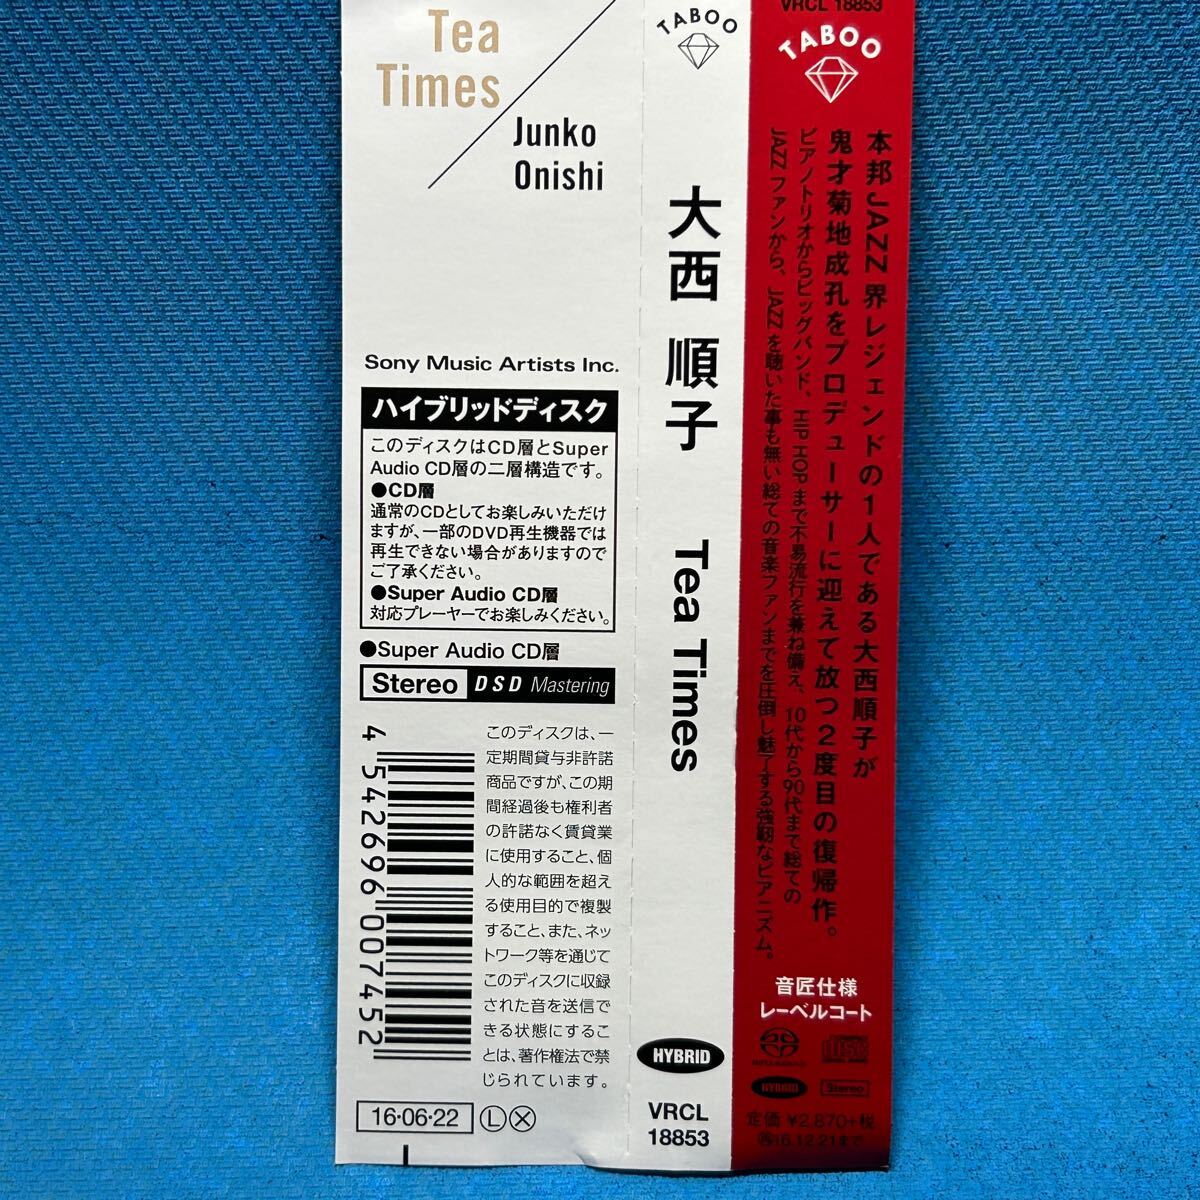 Tea
Times
Junko
Onishi
Sony Music Artists Inc.
ハイブリッドディスク
このディスクはCD層とSuper
Audio CD層の二層構造です。
●CD層
通常のCDとしてお楽しみいただけ
ますが、一部のDVD再生機器では
再生できない場合がありますので
ご了承ください。
●Super Audio CD層
対応プレーヤーでお楽しみください。
●Super Audio CD層
Stereo DSD Mastering
4 542696 007452
このディスクは、一
定期間貸与非許諾
商品ですが、この期
間経過後も権利者
の許諾なく賃貸業
に使用すること、個
人的な範囲を超え
る使用目的で複製
すること、また、ネッ
トワーク等を通じて
このディスクに収録
された音を送信で
きる状態にするこ
とは、著作権法で禁
じられています。
16・06・22 Ⓛ Ⓧ
TABOO
大西 順子 Tea Times
HYBRID
VRCL
18853
VRCL 18853
TABOO
本邦JAZZ界レジェンドの1人である大西順子が
鬼才菊地成孔をプロデューサーに迎えて放つ2度目の復帰作。
ピアノトリオからビッグバンド、HIP HOPまで不易流行を兼ね備え、10代から90代まで総ての
JAZZファンから、JAZZを聴いた事も無い総ての音楽ファンまでを圧倒し魅了する強靭なピアニズム。
音匠仕様
レーベルコート
HYBRID Stereo
定価 ¥2,870+税
16.12.21まで